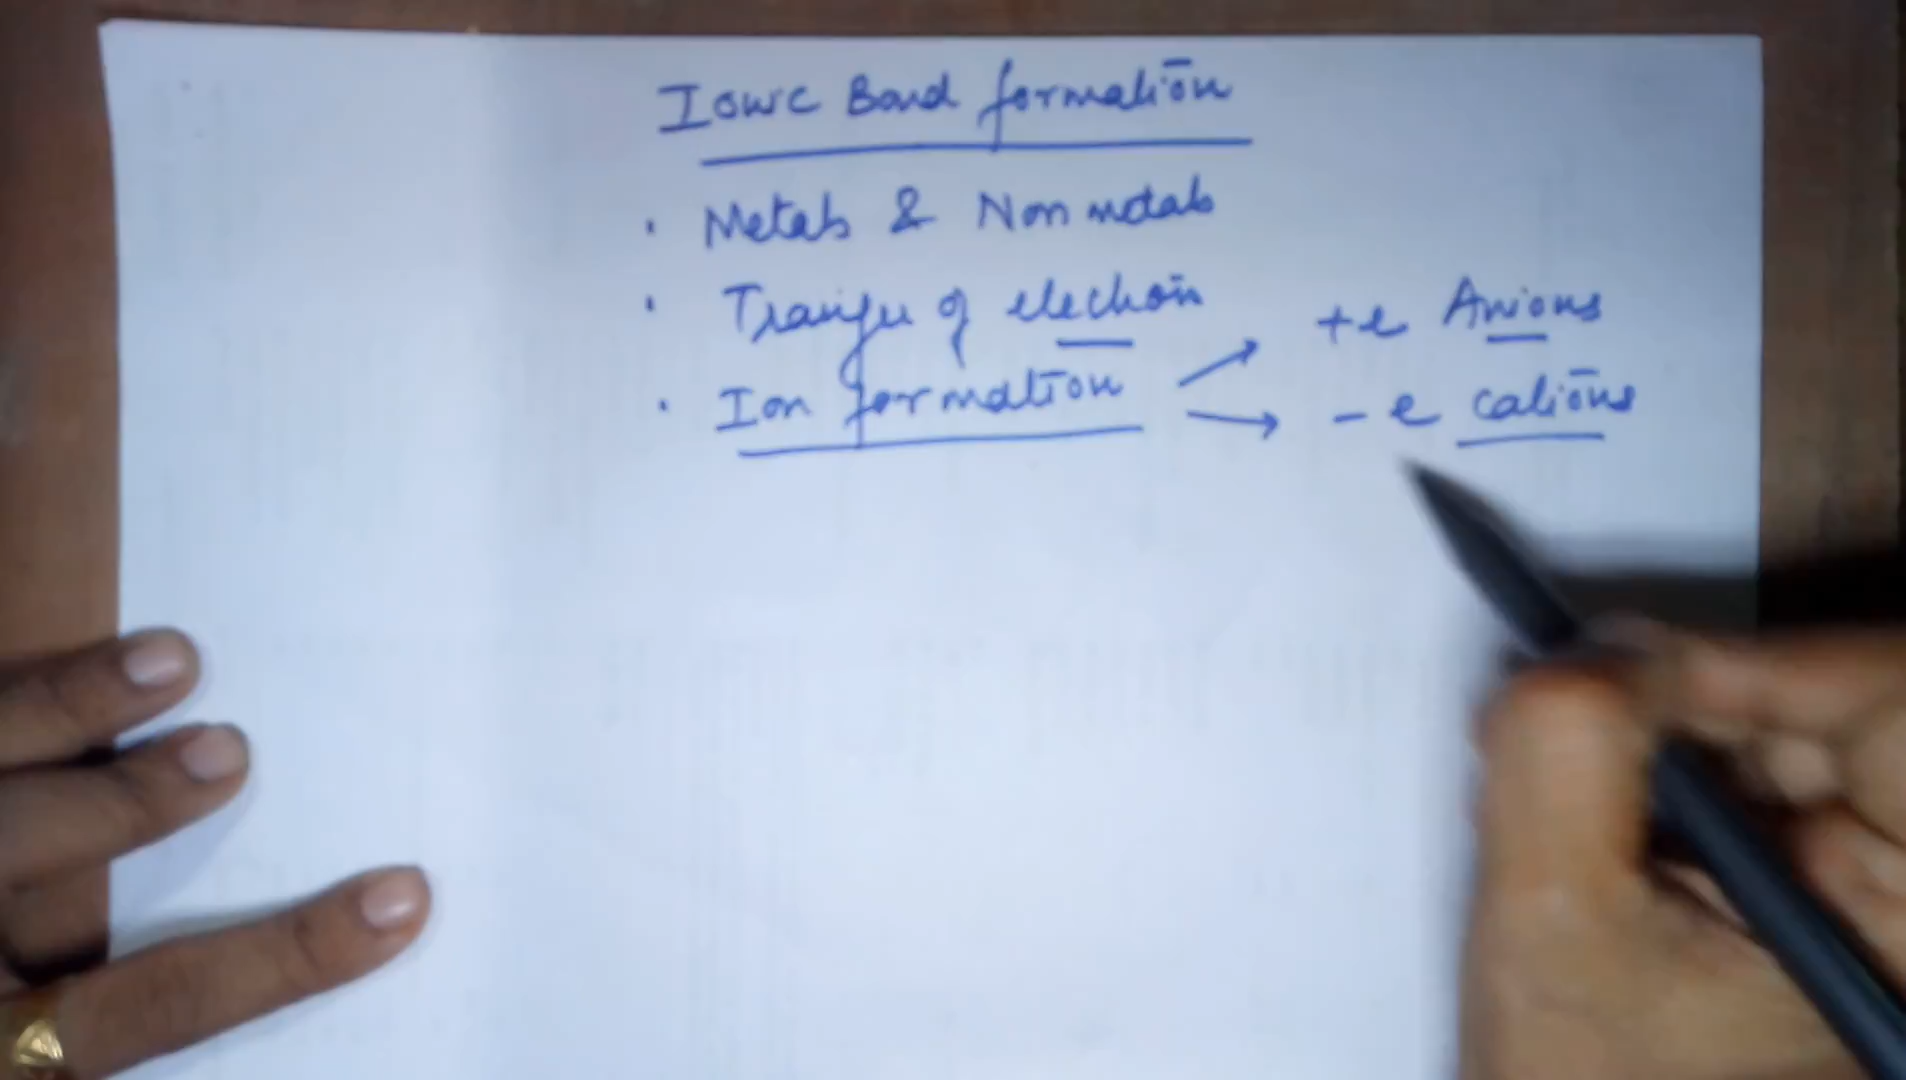 Ionic Bond formation
· Metals & Non metals
· Transfer of electron
· Ion formation
+e Anions
-e cations